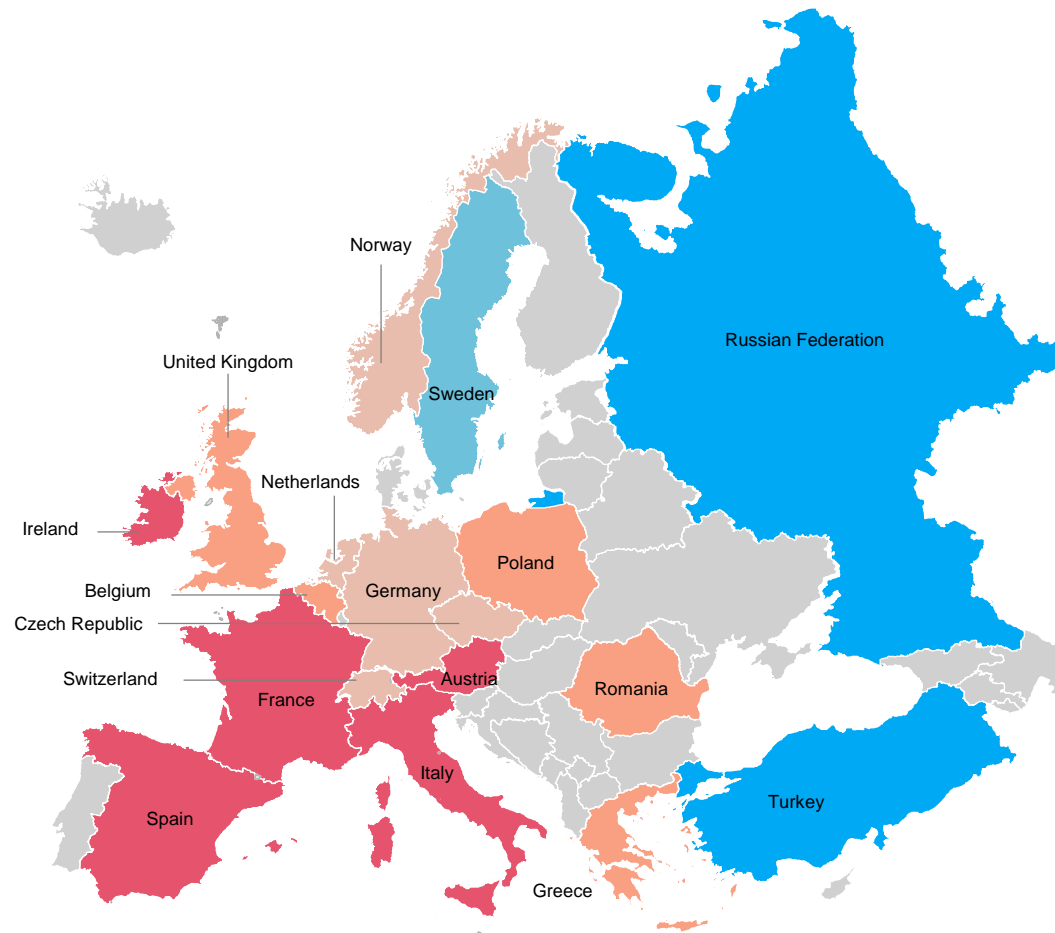 Norway
Russian Federation
United Kingdom
Sweden
Netherlands
Ireland
Poland
Belgium
Germany
Czech Republic
Switzerland
Austria
Romania
France
Italy
Turkey
Spain
Greece